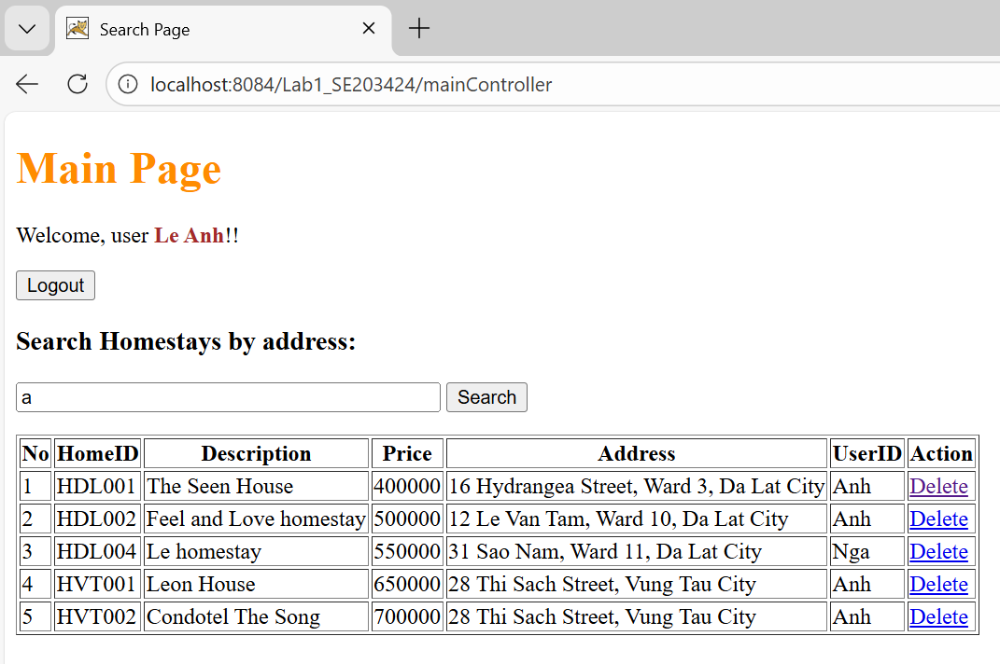 Search Page
localhost:8084/Lab1_SE203424/mainController
Main Page
Welcome, user Le Anh!!
Logout
Search Homestays by address:
a Search
No HomeID Description Price Address UserID Action
1 HDL001 The Seen House 400000 16 Hydrangea Street, Ward 3, Da Lat City Anh Delete
2 HDL002 Feel and Love homestay 500000 12 Le Van Tam, Ward 10, Da Lat City Anh Delete
3 HDL004 Le homestay 550000 31 Sao Nam, Ward 11, Da Lat City Nga Delete
4 HVT001 Leon House 650000 28 Thi Sach Street, Vung Tau City Anh Delete
5 HVT002 Condotel The Song 700000 28 Thi Sach Street, Vung Tau City Anh Delete